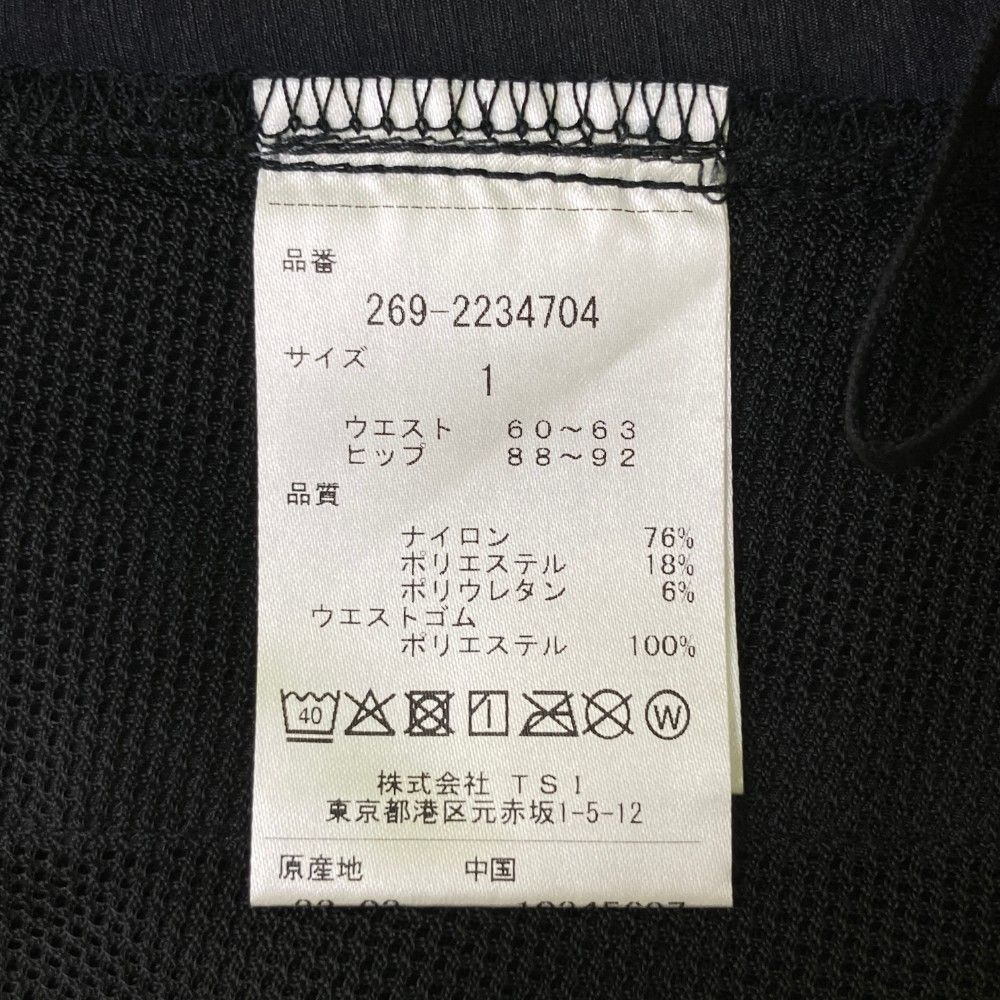 品番
269-2234704
サイズ
1
ウエスト 60～63
ヒップ 88～92
品質
ナイロン 76%
ポリエステル 18%
ポリウレタン 6%
ウエストゴム
ポリエステル 100%
40 W
株式会社 TSI
東京都港区元赤坂1-5-12
原産地 中国